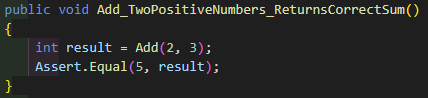 public void Add_TwoPositiveNumbers_ReturnsCorrectSum()
{
    int result = Add(2, 3);
    Assert.Equal(5, result);
}